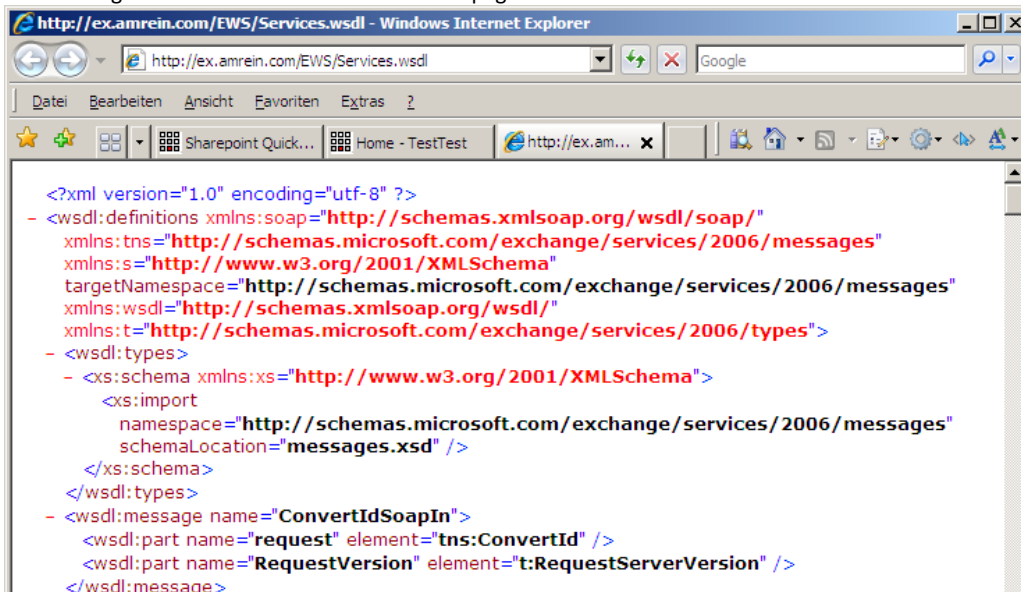 http://ex.amrein.com/EWS/Services.wsdl - Windows Internet Explorer
http://ex.amrein.com/EWS/Services.wsdl Google
Datei Bearbeiten Ansicht Favoriten Extras ?
Sharepoint Quick... Home - TestTest http://ex.am...
<?xml version="1.0" encoding="utf-8" ?>
- <wsdl:definitions xmlns:soap="http://schemas.xmlsoap.org/wsdl/soap/"
xmlns:tns="http://schemas.microsoft.com/exchange/services/2006/messages"
xmlns:s="http://www.w3.org/2001/XMLSchema"
targetNamespace="http://schemas.microsoft.com/exchange/services/2006/messages"
xmlns:wsdl="http://schemas.xmlsoap.org/wsdl/"
xmlns:t="http://schemas.microsoft.com/exchange/services/2006/types">
- <wsdl:types>
- <xs:schema xmlns:xs="http://www.w3.org/2001/XMLSchema">
<xs:import
namespace="http://schemas.microsoft.com/exchange/services/2006/messages"
schemaLocation="messages.xsd" />
</xs:schema>
</wsdl:types>
- <wsdl:message name="ConvertIdSoapIn">
<wsdl:part name="request" element="tns:ConvertId" />
<wsdl:part name="RequestVersion" element="t:RequestServerVersion" />
</wsdl:message>